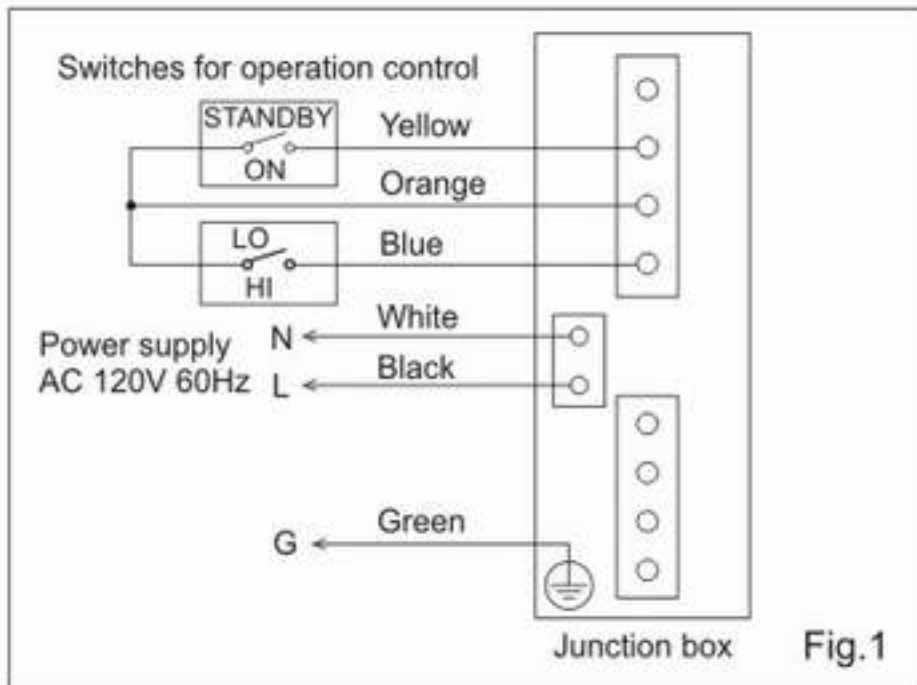 Switches for operation control
STANDBY
ON
Yellow
Orange
LO
HI
Blue
Power supply
AC 120V 60Hz
N
White
L
Black
G
Green
Junction box
Fig.1